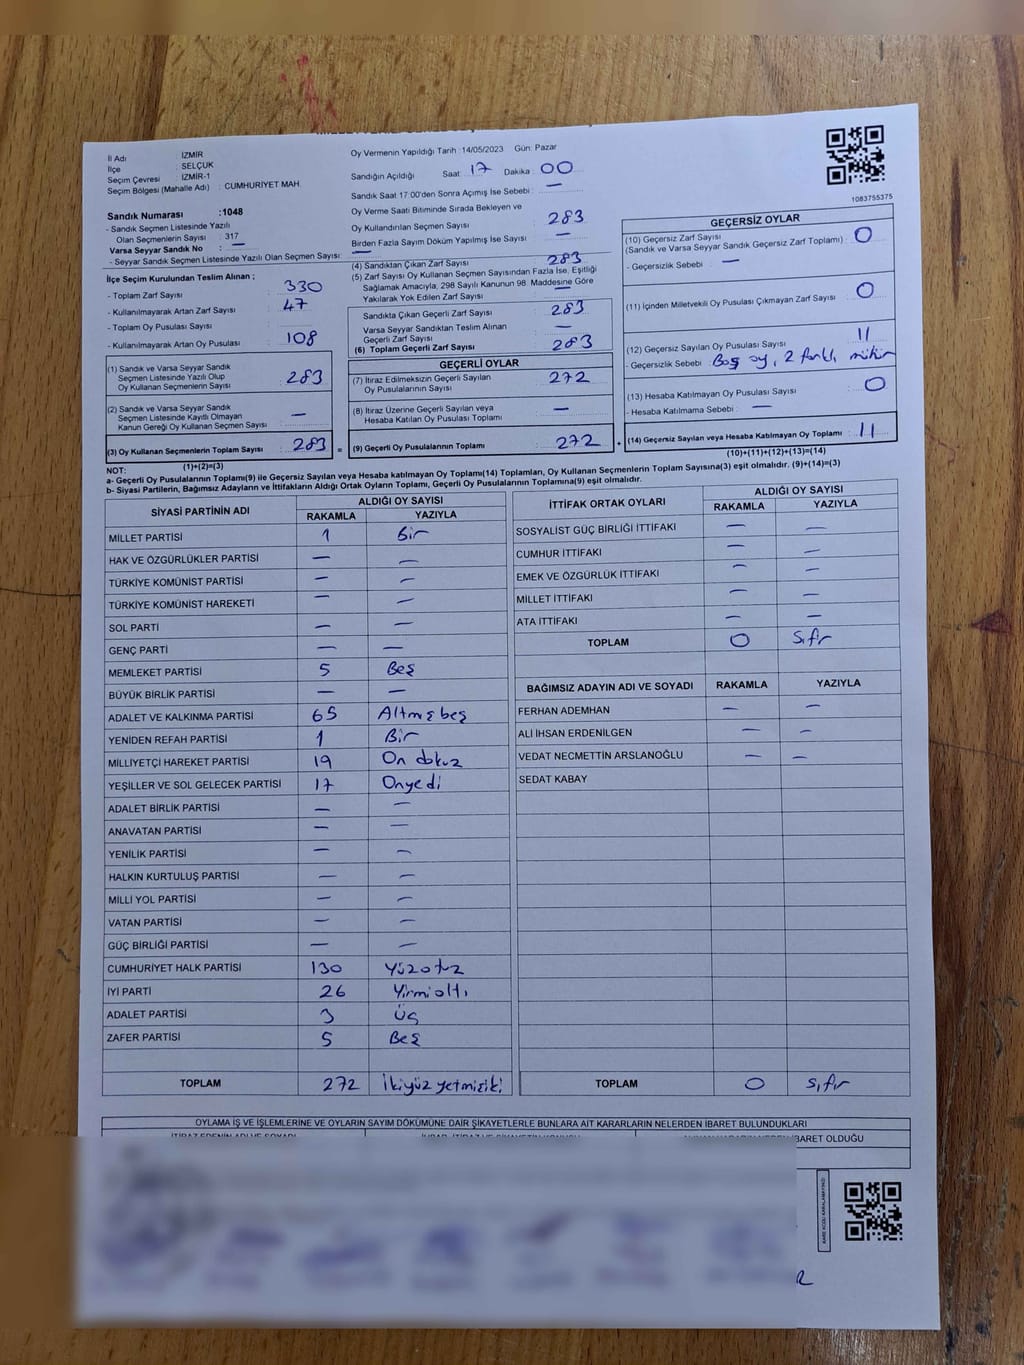 İl Adı : İZMİR
İlçe : SELÇUK
Seçim Çevresi : İZMİR-1
Seçim Bölgesi (Mahalle Adı) : CUMHURİYET MAH.
Sandık Numarası :1048
- Sandık Seçmen Listesinde Yazılı
Olan Seçmenlerin Sayısı : 317
Varsa Seyyar Sandık No : —
- Seyyar Sandık Seçmen Listesinde Yazılı Olan Seçmen Sayısı: —
İlçe Seçim Kurulundan Teslim Alınan ;
- Toplam Zarf Sayısı : 330
- Kullanılmayarak Artan Zarf Sayısı : 47
- Toplam Oy Pusulası Sayısı :
- Kullanılmayarak Artan Oy Pusulası : 108
(1) Sandık ve Varsa Seyyar Sandık
Seçmen Listesinde Yazılı Olup
Oy Kullanan Seçmenlerin Sayısı : 283
(2) Sandık ve Varsa Seyyar Sandık
Seçmen Listesinde Kayıtlı Olmayan
Kanun Gereği Oy Kullanan Seçmen Sayısı : —
(3) Oy Kullanan Seçmenlerin Toplam Sayısı : 283 =
(1)+(2)=(3)
Oy Vermenin Yapıldığı Tarih :14/05/2023 Gün: Pazar
Sandığın Açıldığı Saat : 17 Dakika : 00
Sandık Saat 17:00'den Sonra Açımış İse Sebebi : —
Oy Verme Saati Bitiminde Sırada Bekleyen ve
Oy Kullandırılan Seçmen Sayısı : 283
Birden Fazla Sayım Döküm Yapılmış İse Sayısı : —
(4) Sandıktan Çıkan Zarf Sayısı : 283
(5) Zarf Sayısı Oy Kullanan Seçmen Sayısından Fazla İse, Eşitliği
Sağlamak Amacıyla, 298 Sayılı Kanunun 98. Maddesine Göre
Yakılarak Yok Edilen Zarf Sayısı : —
Sandıkta Çıkan Geçerli Zarf Sayısı : 283
Varsa Seyyar Sandıktan Teslim Alınan
Geçerli Zarf Sayısı : —
(6) Toplam Geçerli Zarf Sayısı : 283
GEÇERLİ OYLAR
(7) İtiraz Edilmeksizin Geçerli Sayılan
Oy Pusulalarının Sayısı : 272
(8) İtiraz Üzerine Geçerli Sayılan veya
Hesaba Katılan Oy Pusulası Toplamı : —
(9) Geçerli Oy Pusulalarının Toplamı : 272 +
1083755375
GEÇERSİZ OYLAR
(10) Geçersiz Zarf Sayısı
(Sandık ve Varsa Seyyar Sandık Geçersiz Zarf Toplamı) : 0
- Geçersizlik Sebebi : —
(11) İçinden Milletvekili Oy Pusulası Çıkmayan Zarf Sayısı : 0
(12) Geçersiz Sayılan Oy Pusulası Sayısı : 11
- Geçersizlik Sebebi : Boş oy, 2 farklı, mühür
(13) Hesaba Katılmayan Oy Pusulası Sayısı : 0
- Hesaba Katılmama Sebebi : —
(14) Geçersiz Sayılan veya Hesaba Katılmayan Oy Toplamı : 11
(10)+(11)+(12)+(13)=(14)
NOT:
a- Geçerli Oy Pusulalarının Toplamı(9) ile Geçersiz Sayılan veya Hesaba katılmayan Oy Toplamı(14) Toplamları, Oy Kullanan Seçmenlerin Toplam Sayısına(3) eşit olmalıdır. (9)+(14)=(3)
b- Siyasi Partilerin, Bağımsız Adayların ve İttifakların Aldığı Ortak Oyların Toplamı, Geçerli Oy Pusulalarının Toplamına(9) eşit olmalıdır.
SİYASİ PARTİNİN ADI ALDIĞI OY SAYISI
RAKAMLA YAZIYLA
MİLLET PARTİSİ 1 Bir
HAK VE ÖZGÜRLÜKLER PARTİSİ — —
TÜRKİYE KOMÜNİST PARTİSİ — —
TÜRKİYE KOMÜNİST HAREKETİ — —
SOL PARTİ — —
GENÇ PARTİ — —
MEMLEKET PARTİSİ 5 Beş
BÜYÜK BİRLİK PARTİSİ — —
ADALET VE KALKINMA PARTİSİ 65 Altmış beş
YENİDEN REFAH PARTİSİ 1 Bir
MİLLİYETÇİ HAREKET PARTİSİ 19 On dokuz
YEŞİLLER VE SOL GELECEK PARTİSİ 17 Onyedi
ADALET BİRLİK PARTİSİ — —
ANAVATAN PARTİSİ — —
YENİLİK PARTİSİ — —
HALKIN KURTULUŞ PARTİSİ — —
MİLLİ YOL PARTİSİ — —
VATAN PARTİSİ — —
GÜÇ BİRLİĞİ PARTİSİ — —
CUMHURİYET HALK PARTİSİ 130 Yüzotuz
İYİ PARTİ 26 Yirmialtı
ADALET PARTİSİ 3 Üç
ZAFER PARTİSİ 5 Beş
TOPLAM 272 İkiyüz yetmişiki
İTTİFAK ORTAK OYLARI ALDIĞI OY SAYISI
RAKAMLA YAZIYLA
SOSYALİST GÜÇ BİRLİĞİ İTTİFAKI — —
CUMHUR İTTİFAKI — —
EMEK VE ÖZGÜRLÜK İTTİFAKI — —
MİLLET İTTİFAKI — —
ATA İTTİFAKI — —
TOPLAM 0 Sıfır
BAĞIMSIZ ADAYIN ADI VE SOYADI RAKAMLA YAZIYLA
FERHAN ADEMHAN — —
ALİ İHSAN ERDENİLGEN — —
VEDAT NECMETTİN ARSLANOĞLU — —
SEDAT KABAY
TOPLAM 0 Sıfır
OYLAMA İŞ VE İŞLEMLERİNE VE OYLARIN SAYIM DÖKÜMÜNE DAİR ŞİKAYETLERLE BUNLARA AİT KARARLARIN NELERDEN İBARET BULUNDUKLARI
İBARET OLDUĞU